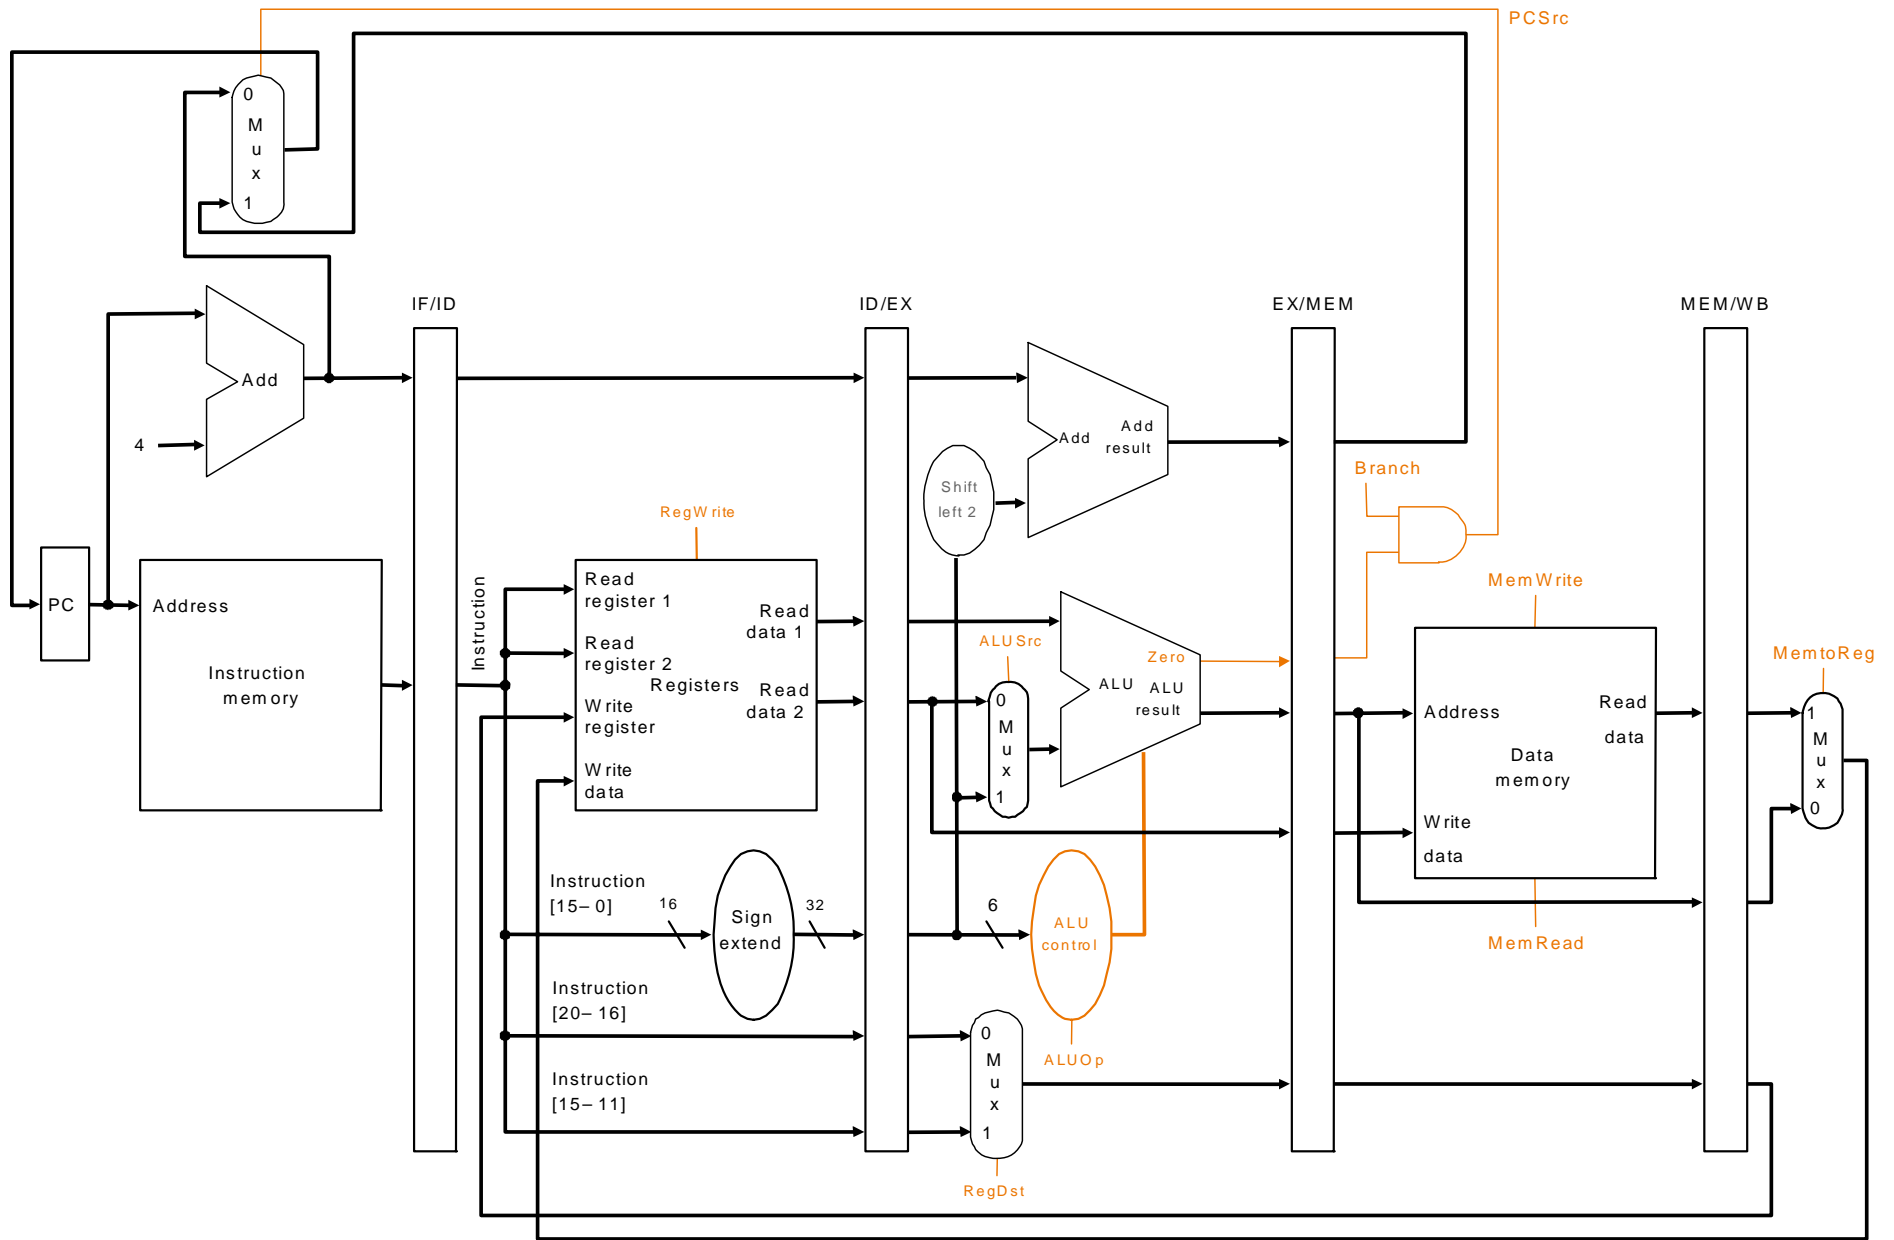 PCSrc
0
M
u
x
1
IF/ID
ID/EX
EX/MEM
MEM/WB
Add
4
Add
Add
result
Shift
left 2
Branch
RegWrite
PC
Address
Instruction
memory
Instruction
Read
register 1
Read
register 2
Write
register
Write
data
Registers
Read
data 1
Read
data 2
ALUSrc
0
M
u
x
1
Zero
ALU
ALU
result
MemWrite
Address
Read
data
Data
memory
Write
data
MemRead
MemtoReg
1
M
u
x
0
Instruction
[15–0]
16
Sign
extend
32
6
ALU
control
ALUOp
Instruction
[20–16]
Instruction
[15–11]
0
M
u
x
1
RegDst